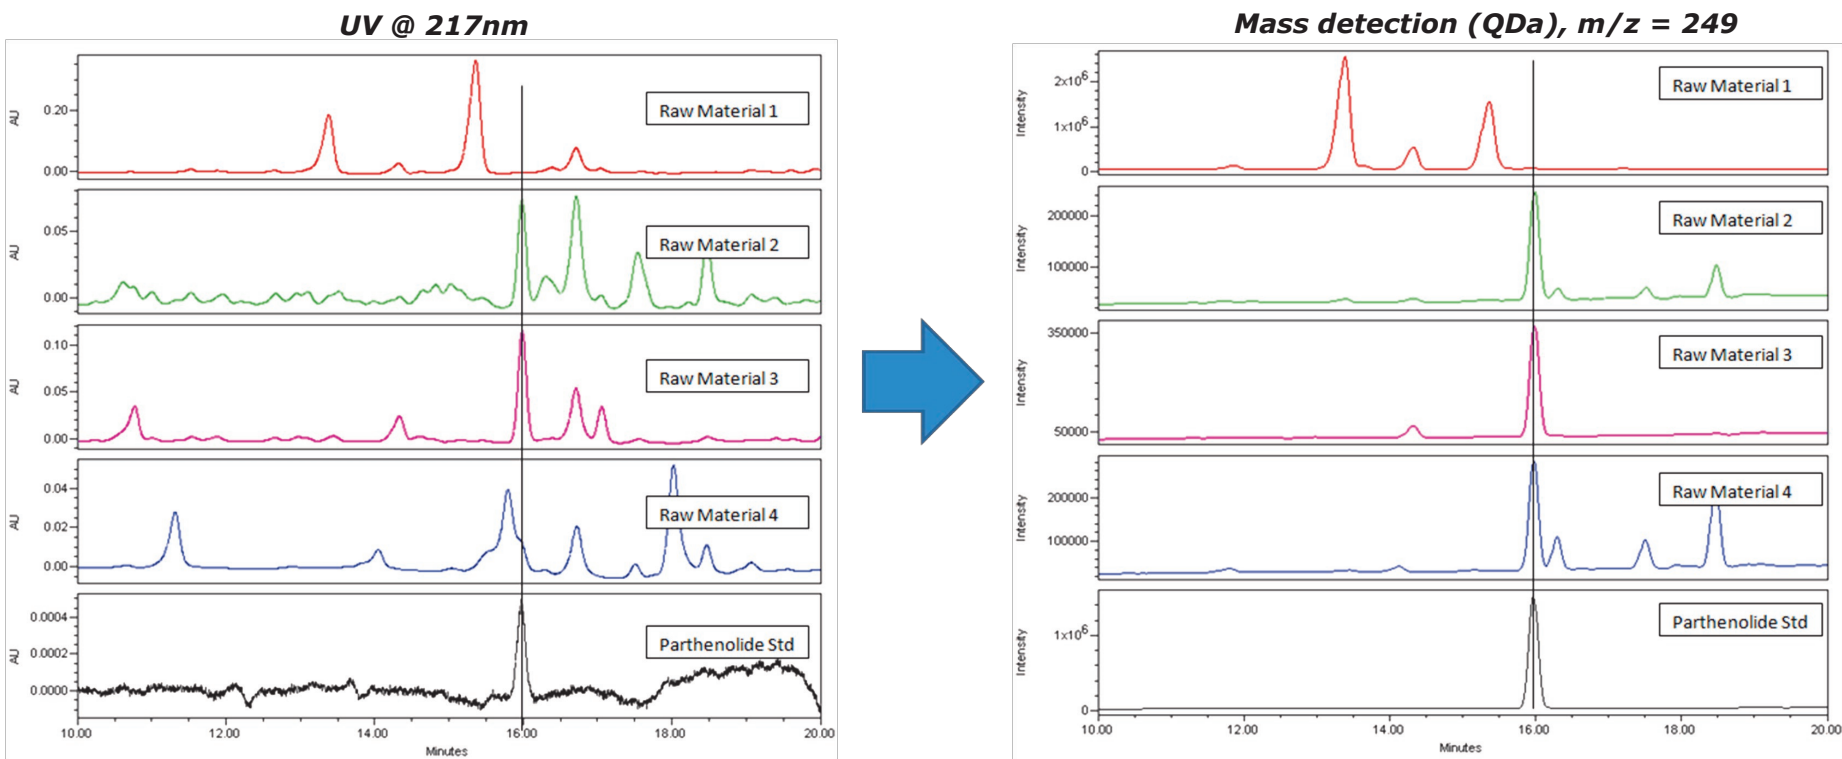 UV @ 217nm
AU
0.20
0.00
Raw Material 1
AU
0.05
0.00
Raw Material 2
AU
0.10
0.05
0.00
Raw Material 3
AU
0.04
0.02
0.00
Raw Material 4
AU
0.0004
0.0002
0.0000
Parthenolide Std
10.00 12.00 14.00 16.00 18.00 20.00
Minutes
Mass detection (QDa), m/z = 249
Intensity
2x10⁶
1x10⁶
0
Raw Material 1
Intensity
200000
100000
Raw Material 2
Intensity
350000
50000
Raw Material 3
Intensity
200000
100000
Raw Material 4
Intensity
1x10⁶
0
Parthenolide Std
10.00 12.00 14.00 16.00 18.00 20.00
Minutes